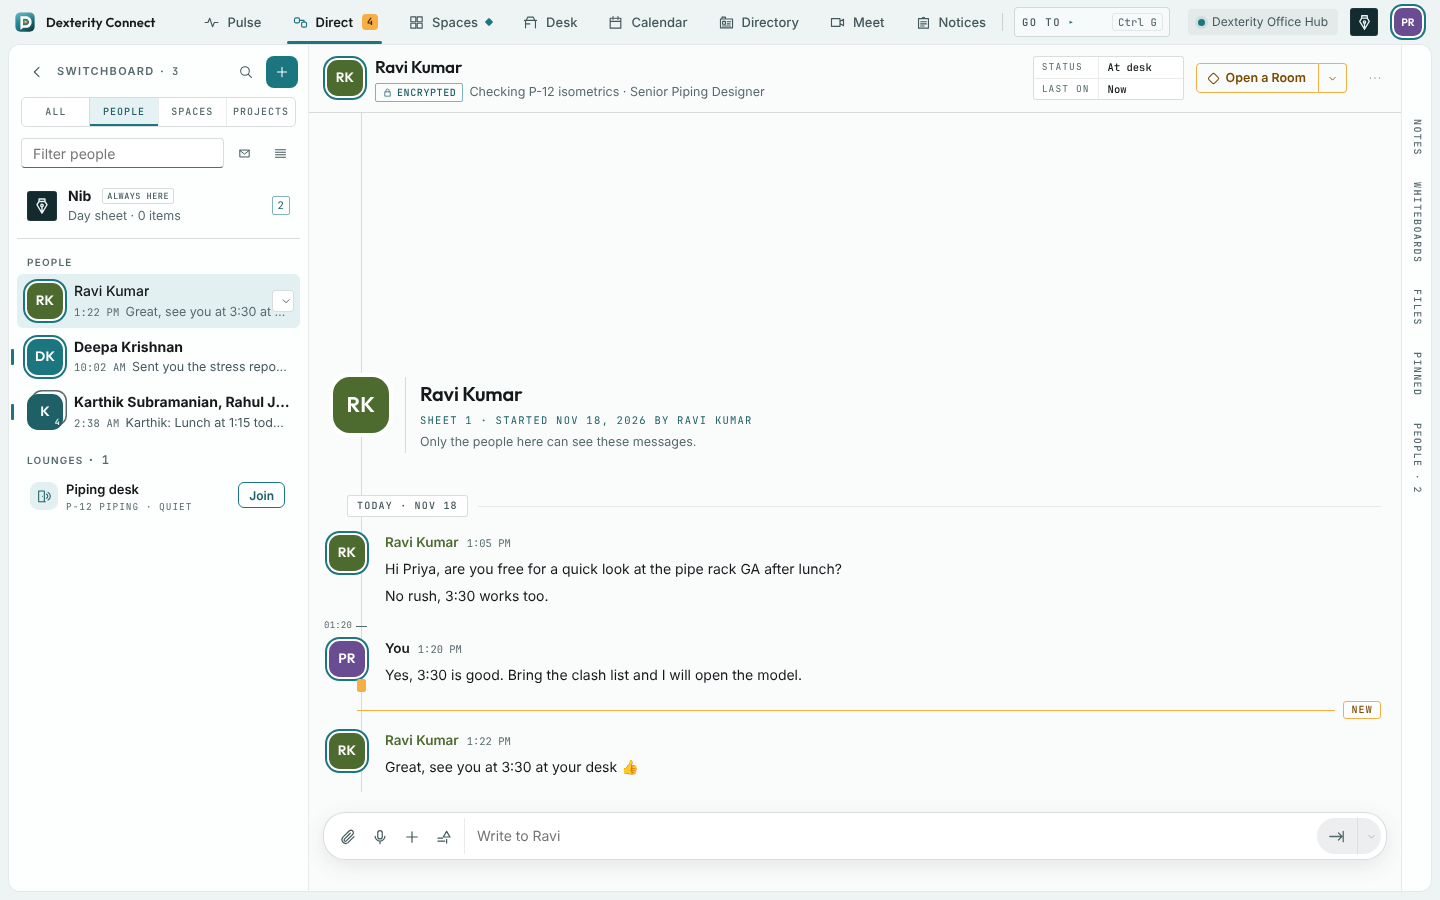 Dexterity Connect
Pulse
Direct 4
Spaces
Desk
Calendar
Directory
Meet
Notices
GO TO
Ctrl G
Dexterity Office Hub
PR
SWITCHBOARD · 3
ALL
PEOPLE
SPACES
PROJECTS
Filter people
Nib ALWAYS HERE
Day sheet · 0 items
2
PEOPLE
RK
Ravi Kumar
1:22 PM Great, see you at 3:30 at ...
DK
Deepa Krishnan
10:02 AM Sent you the stress repo...
K
4
Karthik Subramanian, Rahul J...
2:38 AM Karthik: Lunch at 1:15 tod...
LOUNGES · 1
Piping desk
P-12 PIPING · QUIET
Join
RK
Ravi Kumar
ENCRYPTED Checking P-12 isometrics · Senior Piping Designer
STATUS At desk
LAST ON Now
Open a Room
RK
Ravi Kumar
SHEET 1 · STARTED NOV 18, 2026 BY RAVI KUMAR
Only the people here can see these messages.
TODAY · NOV 18
RK
Ravi Kumar 1:05 PM
Hi Priya, are you free for a quick look at the pipe rack GA after lunch?
No rush, 3:30 works too.
01:20
PR
You 1:20 PM
Yes, 3:30 is good. Bring the clash list and I will open the model.
NEW
RK
Ravi Kumar 1:22 PM
Great, see you at 3:30 at your desk 👍
Write to Ravi
NOTES
WHITEBOARDS
FILES
PINNED
PEOPLE · 2